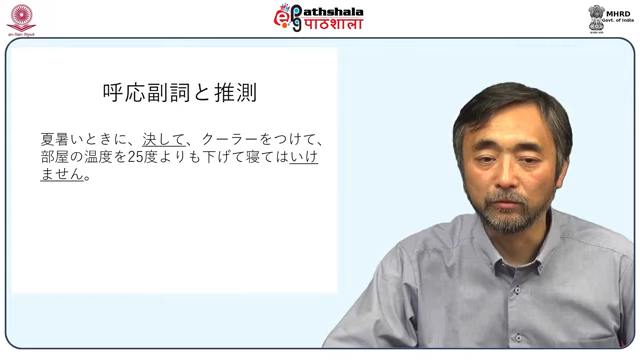 ePathshala
पाठशाला
MHRD
Govt. of India
呼応副詞と推測
夏暑いときに、決して、クーラーをつけて、
部屋の温度を25度よりも下げて寝てはいけ
ません。